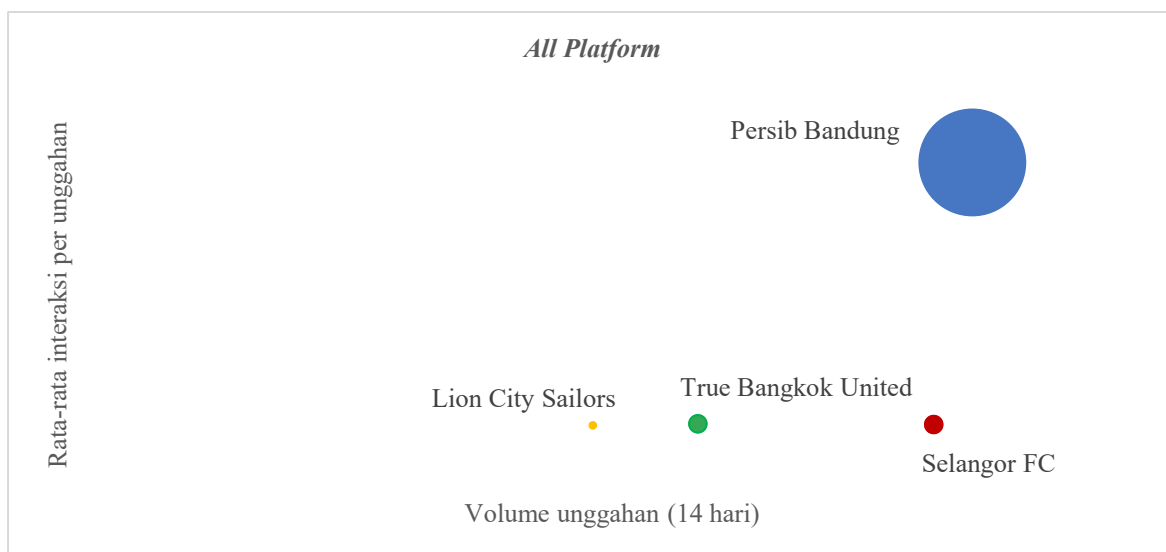 All Platform
Persib Bandung
Rata-rata interaksi per unggahan
Lion City Sailors
True Bangkok United
Selangor FC
Volume unggahan (14 hari)